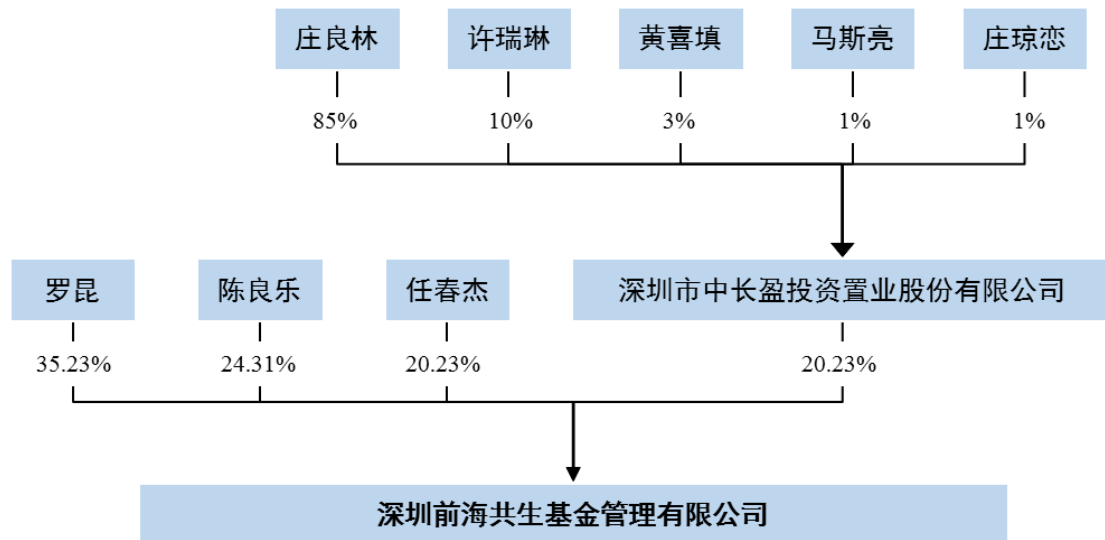 庄良林 许瑞琳 黄喜填 马斯亮 庄琼恋
85% 10% 3% 1% 1%
罗昆 陈良乐 任春杰 深圳市中长盈投资置业股份有限公司
35.23% 24.31% 20.23% 20.23%
深圳前海共生基金管理有限公司